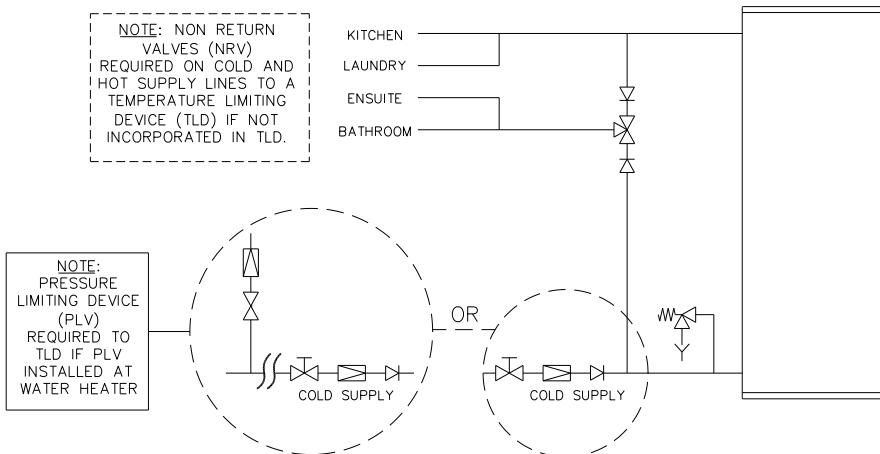 NOTE: NON RETURN
VALVES (NRV)
REQUIRED ON COLD AND
HOT SUPPLY LINES TO A
TEMPERATURE LIMITING
DEVICE (TLD) IF NOT
INCORPORATED IN TLD.
KITCHEN
LAUNDRY
ENSUITE
BATHROOM
NOTE:
PRESSURE
LIMITING DEVICE
(PLV)
REQUIRED TO
TLD IF PLV
INSTALLED AT
WATER HEATER
OR
COLD SUPPLY
COLD SUPPLY